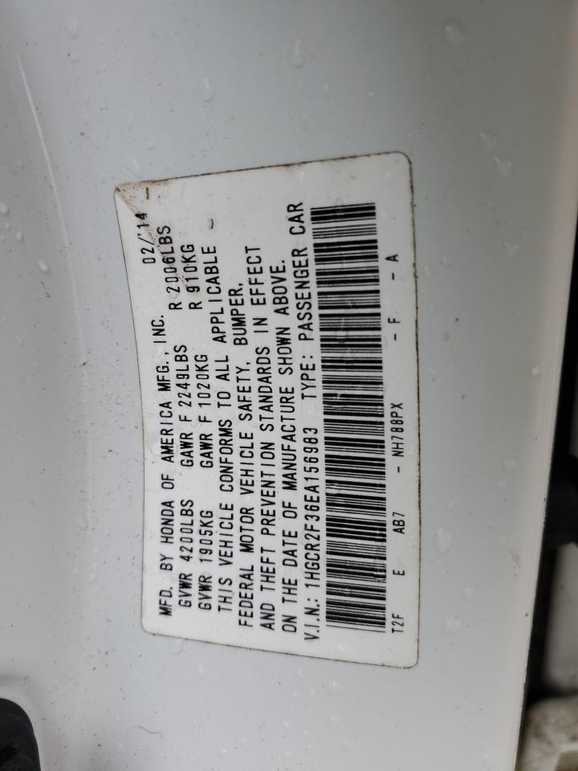 MFD. BY HONDA OF AMERICA MFG., INC. 02/'14
GVWR 4200LBS GAWR F 2249LBS R 2006LBS
GVWR 1905KG GAWR F 1020KG R 910KG
THIS VEHICLE CONFORMS TO ALL APPLICABLE
FEDERAL MOTOR VEHICLE SAFETY, BUMPER,
AND THEFT PREVENTION STANDARDS IN EFFECT
ON THE DATE OF MANUFACTURE SHOWN ABOVE.
V.I.N.: 1HGCR2F36EA156983 TYPE: PASSENGER CAR
T2F E AB7 - NH788PX - F - A